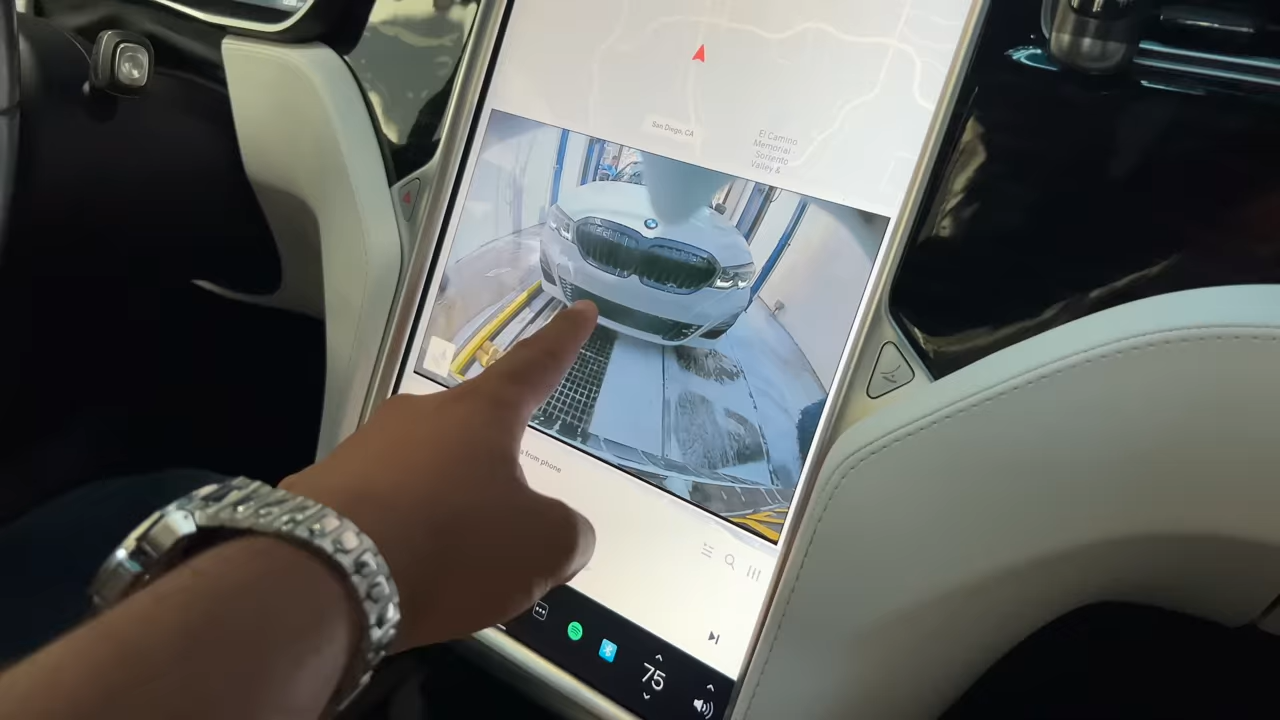 San Diego, CA
El Camino
Memorial -
Sorrento
Valley &
a from phone
75